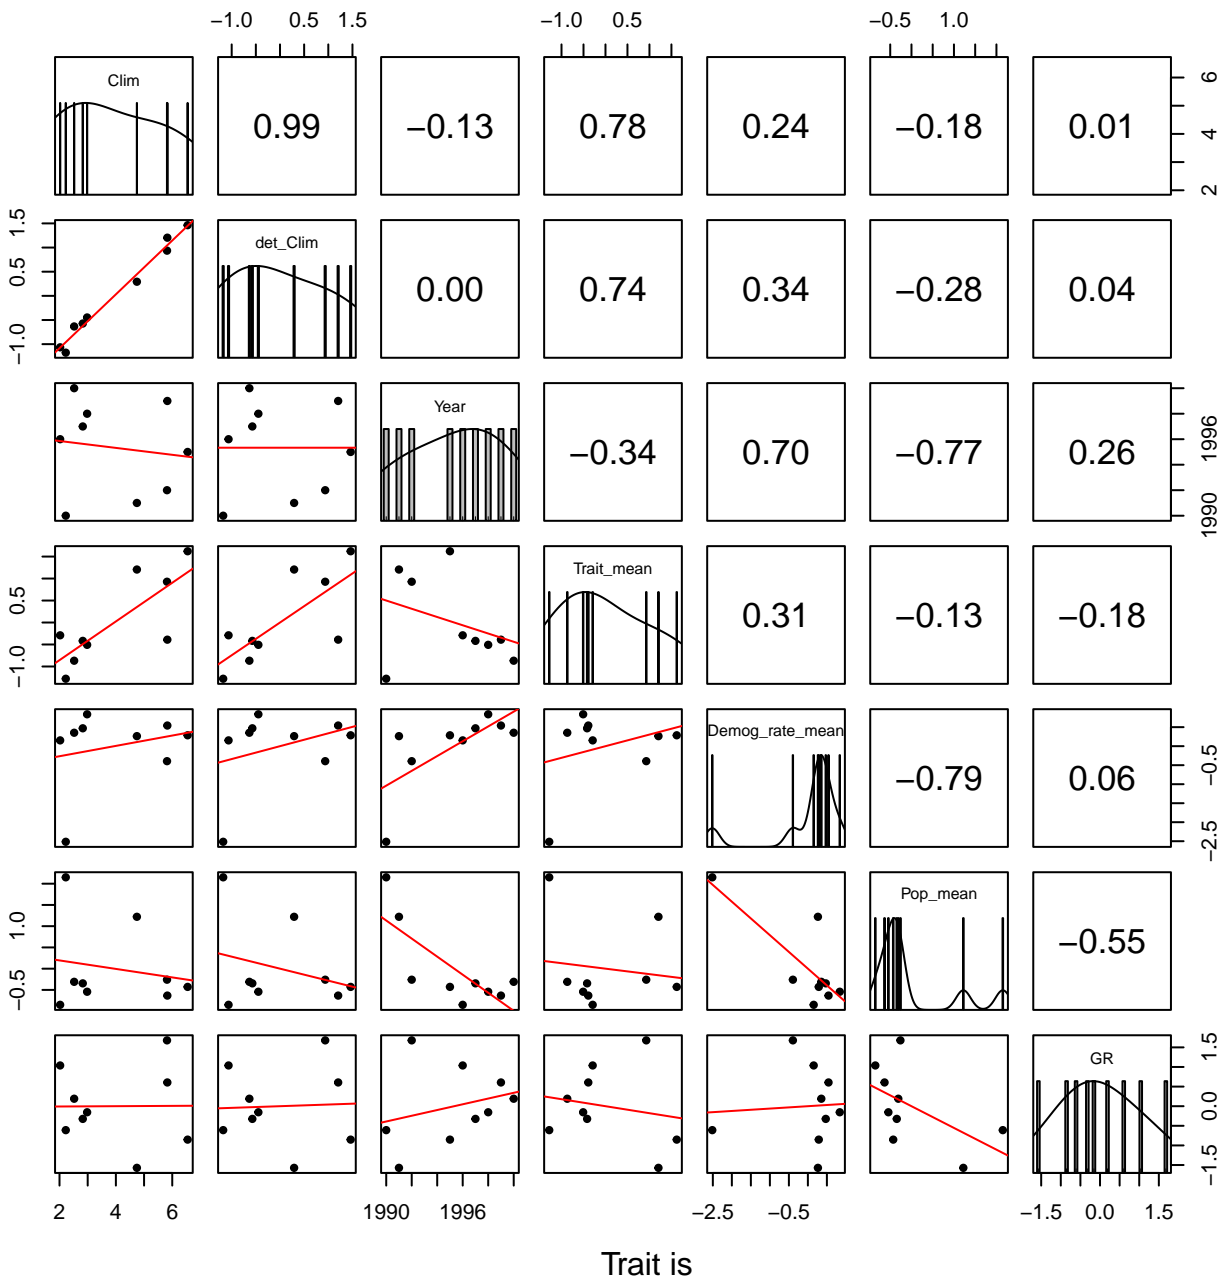 −1.0 0.5 1.5 −1.0 0.5 −0.5 1.0
Clim 0.99 −0.13 0.78 0.24 −0.18 0.01 2 4 6
−1.0 0.5 1.5 det_Clim 0.00 0.74 0.34 −0.28 0.04
Year −0.34 0.70 −0.77 0.26 1990 1996
−1.0 0.5 Trait_mean 0.31 −0.13 −0.18
Demog_rate_mean −0.79 0.06 −2.5 −0.5
−0.5 1.0 Pop_mean −0.55
GR −1.5 0.0 1.5
2 4 6 1990 1996 −2.5 −0.5 −1.5 0.0 1.5
Trait is